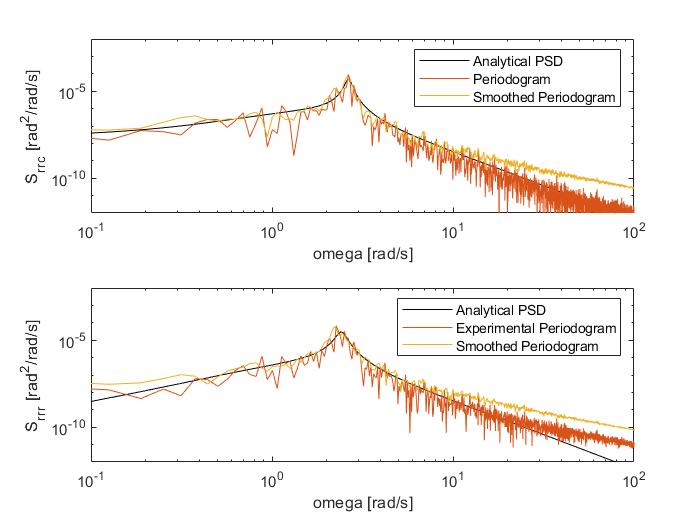 Analytical PSD
Periodogram
Smoothed Periodogram
10^-5
10^-10
S_rrc [rad^2/rad/s]
10^-1 10^0 10^1 10^2
omega [rad/s]
Analytical PSD
Experimental Periodogram
Smoothed Periodogram
10^-5
10^-10
S_rrr [rad^2/rad/s]
10^-1 10^0 10^1 10^2
omega [rad/s]